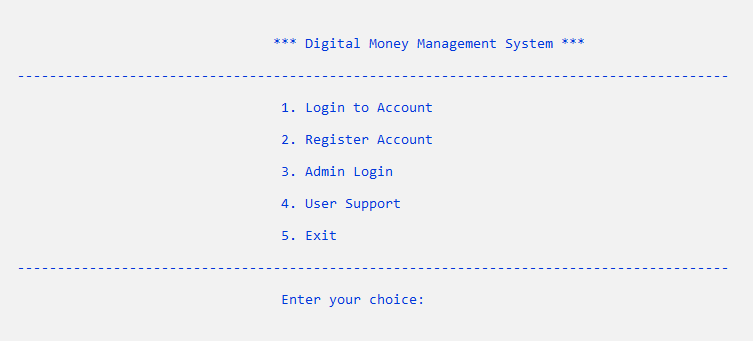 *** Digital Money Management System ***
-----------------------------------------------------------------------------------------
1. Login to Account
2. Register Account
3. Admin Login
4. User Support
5. Exit
-----------------------------------------------------------------------------------------
Enter your choice: